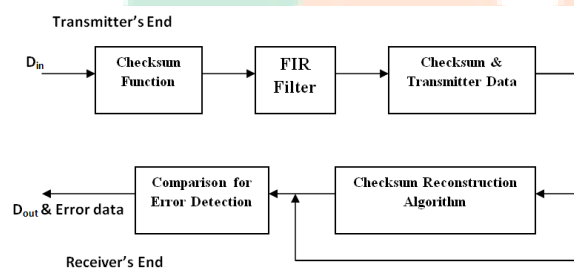 Transmitter's End
Din
Checksum
Function
FIR
Filter
Checksum &
Transmitter Data
Comparison for
Error Detection
Checksum Reconstruction
Algorithm
Dout & Error data
Receiver's End